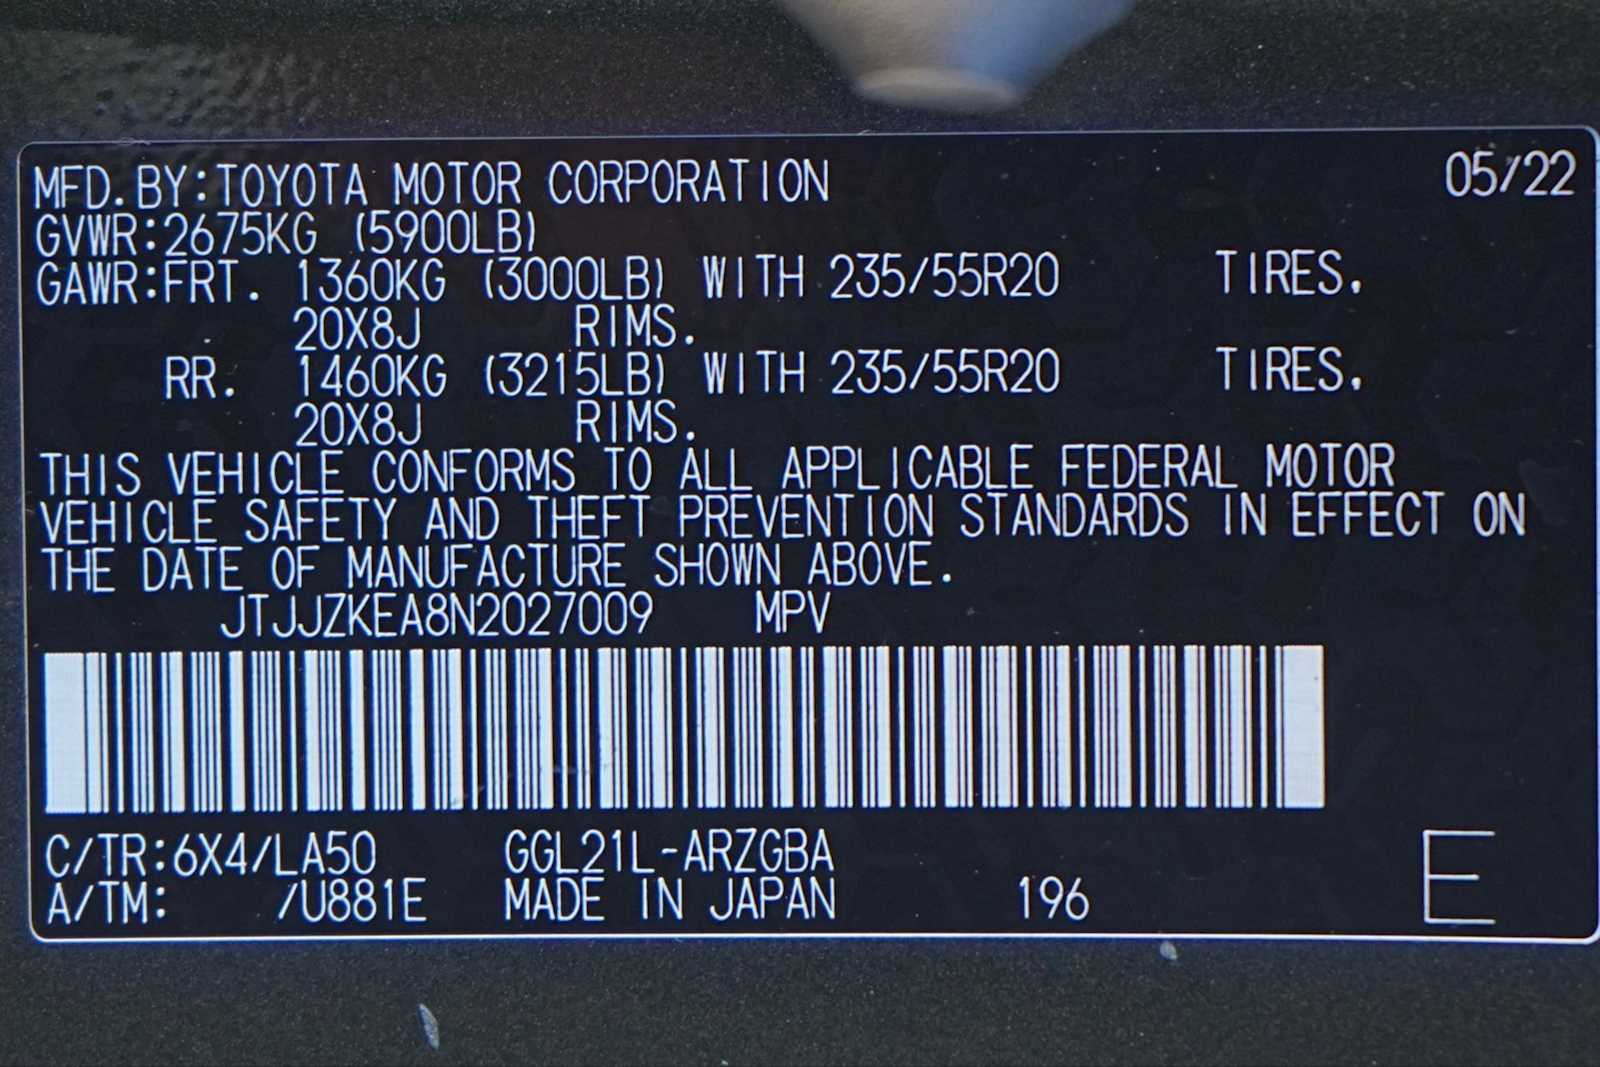 MFD.BY:TOYOTA MOTOR CORPORATION 05/22
GVWR:2675KG (5900LB)
GAWR:FRT. 1360KG (3000LB) WITH 235/55R20 TIRES.
20X8J RIMS.
RR. 1460KG (3215LB) WITH 235/55R20 TIRES.
20X8J RIMS.
THIS VEHICLE CONFORMS TO ALL APPLICABLE FEDERAL MOTOR
VEHICLE SAFETY AND THEFT PREVENTION STANDARDS IN EFFECT ON
THE DATE OF MANUFACTURE SHOWN ABOVE.
JTJJZKEA8N2027009 MPV
C/TR:6X4/LA50 GGL21L-ARZGBA
A/TM: /U881E MADE IN JAPAN 196 E